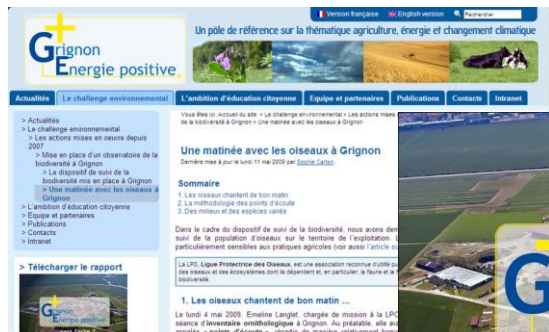 Version française
English version
Rechercher
Un pôle de référence sur la thématique agriculture, énergie et changement climatique
Grignon
Energie positive
Actualités
Le challenge environnemental
L'ambition d'éducation citoyenne
Equipe et partenaires
Publications
Contacts
Intranet
> Actualités
> Le challenge environnemental
> Les actions mises en oeuvre depuis
2007
> Mise en place d'un observatoire de la
biodiversité à Grignon
> Le dispositif de suivi de la
biodiversité mis en place à Grignon
> Une matinée avec les oiseaux à
Grignon
> L'ambition d'éducation citoyenne
> Equipe et partenaires
> Publications
> Contacts
> Intranet
> Télécharger le rapport
Grignon
Vous êtes ici : Accueil du site > Le challenge environnemental > Les actions mises
de la biodiversité à Grignon > Une matinée avec les oiseaux à Grignon
Une matinée avec les oiseaux à Grignon
Dernière mise à jour le lundi 11 mai 2009 par Sophie Carton.
Sommaire
1. Les oiseaux chantent de bon matin
2. La méthodologie des points d'écoute
3. Des milieux et des espèces variés
Dans le cadre du dispositif de suivi de la biodiversité, nous avons
suivi de la population d'oiseaux sur le territoire de l'exploitation.
particulièrement sensibles aux pratiques agricoles (voir aussi l'article
La LPO, Ligue Protectrice des Oiseaux, est une association reconnue d'utilité
des oiseaux et des écosystèmes dont ils dépendent et, en particulier, la faune et la
1. Les oiseaux chantent de bon matin ...
Le lundi 4 mai 2009, Emaline Langlet, chargée de mission à la LPO
séance d'inventaire ornithologique à Grignon. Au préalable, elle
G